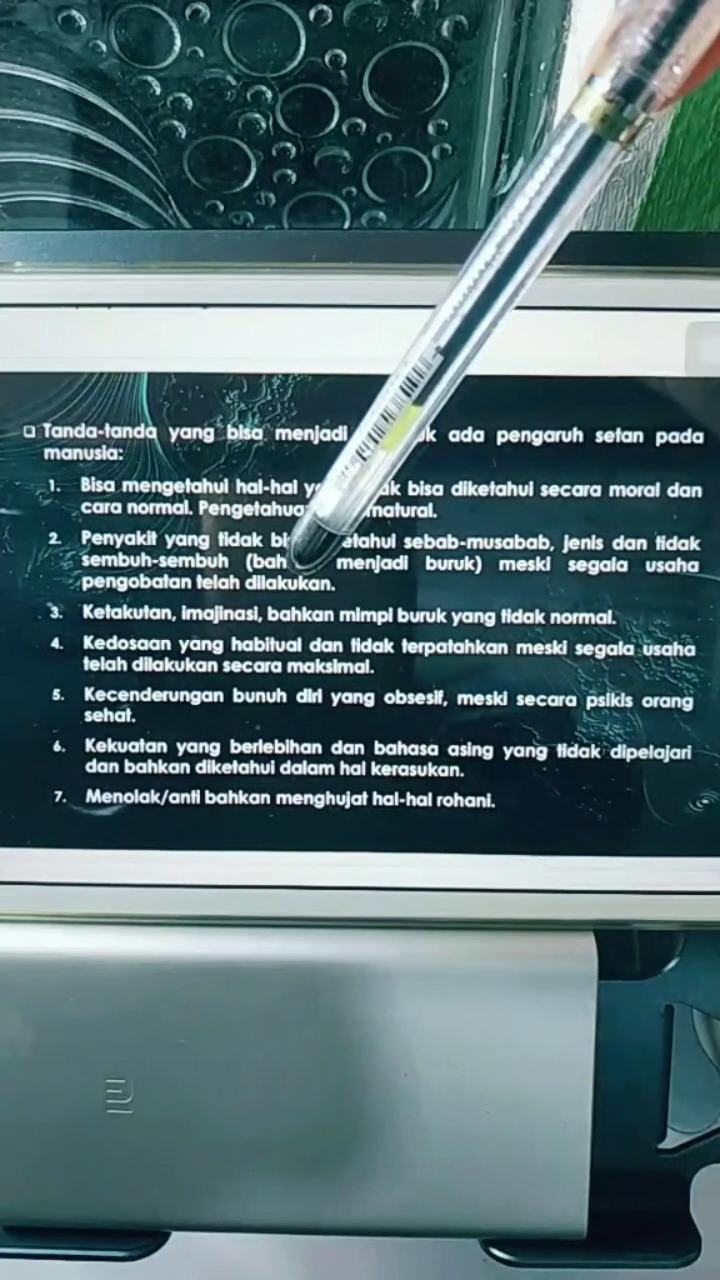 Tanda-tanda yang bisa menjadi ada pengaruh setan pada
manusia:
1. Bisa mengetahui hal-hal bisa diketahui secara moral dan
cara normal.
2. Penyakit yang tidak sebab-musabab, jenis dan tidak
sembuh-sembuh menjadi buruk) meski segala usaha
pengobatan telah dilakukan.
3. Ketakutan, imajinasi, bahkan mimpi buruk yang tidak normal.
4. Kedosaan yang habitual dan tidak terpatahkan meski segala usaha
telah dilakukan secara maksimal.
5. Kecenderungan bunuh diri yang obsesif, meski secara psikis orang
sehat.
6. Kekuatan yang berlebihan dan bahasa asing yang tidak dipelajari
dan bahkan diketahui dalam hal kerasukan.
7. Menolak/anti bahkan menghujat hal-hal rohani.